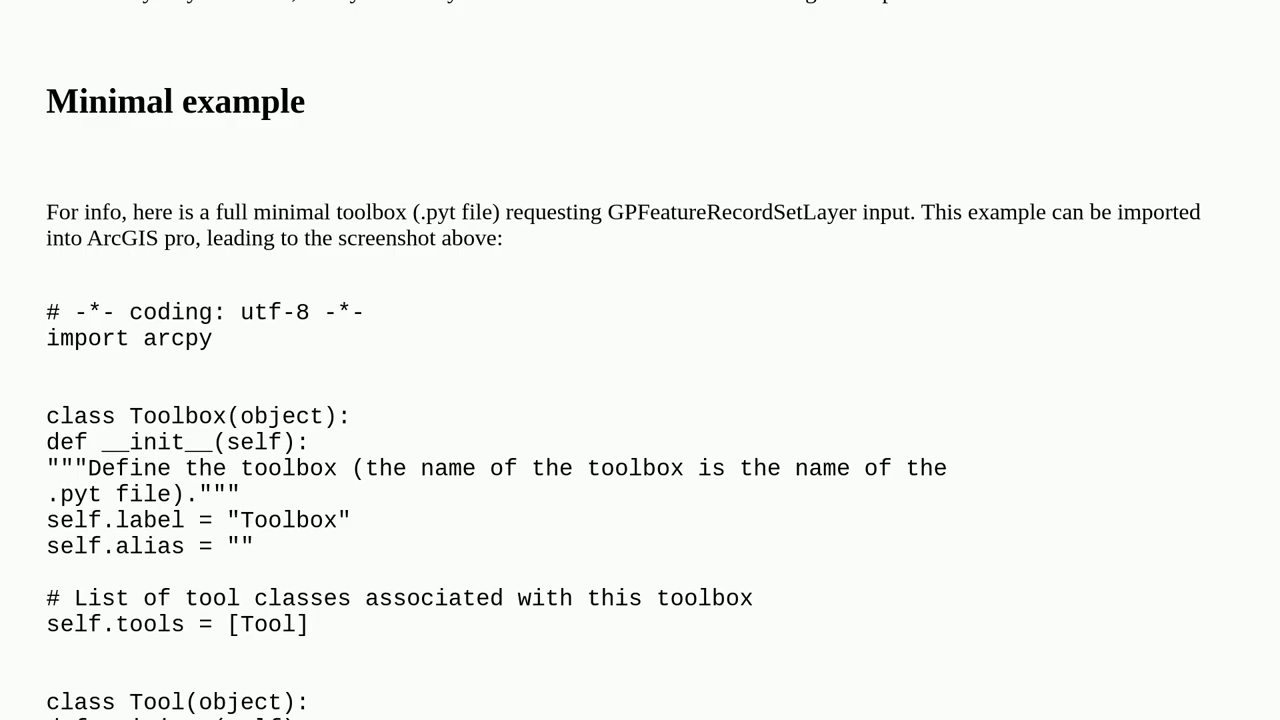 Minimal example
For info, here is a full minimal toolbox (.pyt file) requesting GPFeatureRecordSetLayer input. This example can be imported
into ArcGIS pro, leading to the screenshot above:
# -*- coding: utf-8 -*-
import arcpy
class Toolbox(object):
def __init__(self):
"""Define the toolbox (the name of the toolbox is the name of the
.pyt file)."""
self.label = "Toolbox"
self.alias = ""
# List of tool classes associated with this toolbox
self.tools = [Tool]
class Tool(object):